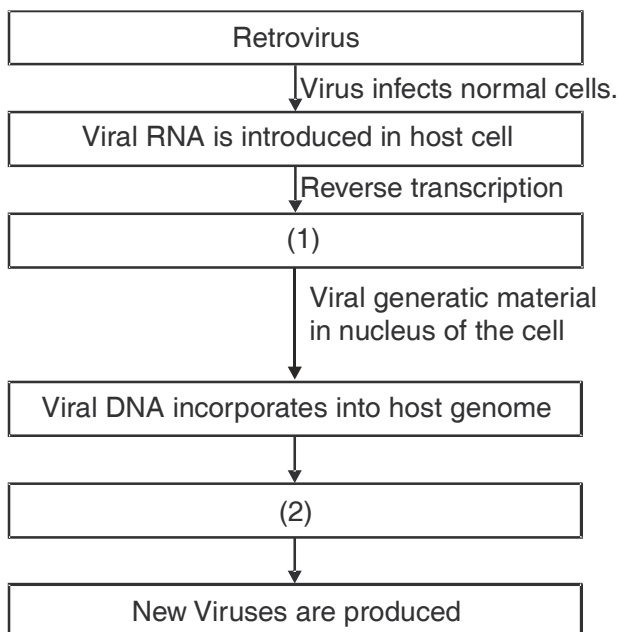 Retrovirus
Virus infects normal cells.
Viral RNA is introduced in host cell
Reverse transcription
(1)
Viral generatic material
in nucleus of the cell
Viral DNA incorporates into host genome
(2)
New Viruses are produced